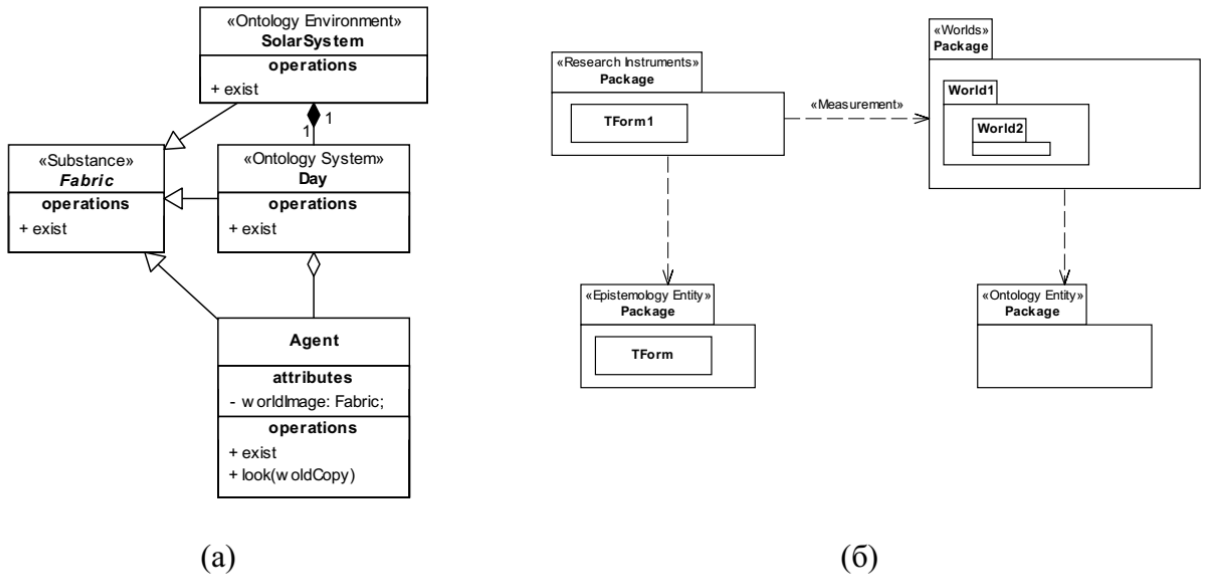 «Ontology Environment»
SolarSystem
operations
+ exist
1
1
«Substance»
Fabric
operations
+ exist
«Ontology System»
Day
operations
+ exist
Agent
attributes
- worldImage: Fabric;
operations
+ exist
+ look(woldCopy)
(а)
«Research Instruments»
Package
TForm1
«Measurement»
«Worlds»
Package
World1
World2
«Epistemology Entity»
Package
TForm
«Ontology Entity»
Package
(б)